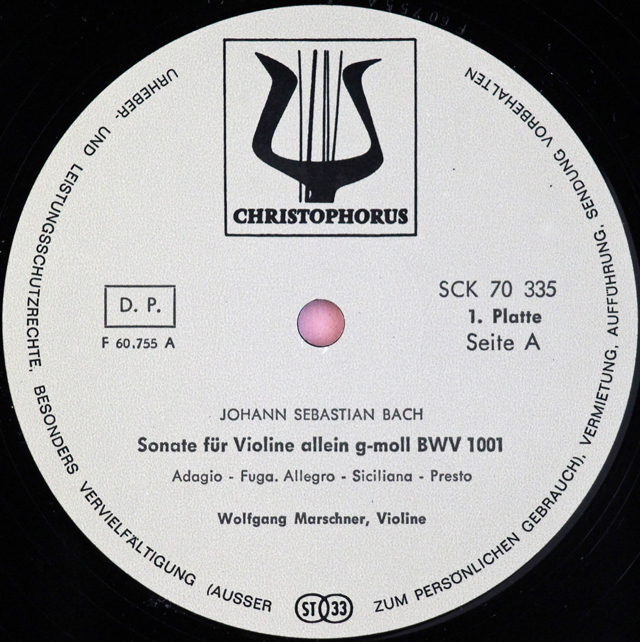 CHRISTOPHORUS
D. P.
F 60.755 A
SCK 70 335
1. Platte
Seite A
JOHANN SEBASTIAN BACH
Sonate für Violine allein g-moll BWV 1001
Adagio - Fuga. Allegro - Siciliana - Presto
Wolfgang Marschner, Violine
URHEBER- UND LEISTUNGSSCHUTZRECHTE, BESONDERS VERVIELFÄLTIGUNG (AUSSER ZUM PERSÖNLICHEN GEBRAUCH), VERMIETUNG, AUFFÜHRUNG, SENDUNG VORBEHALTEN
ST 33